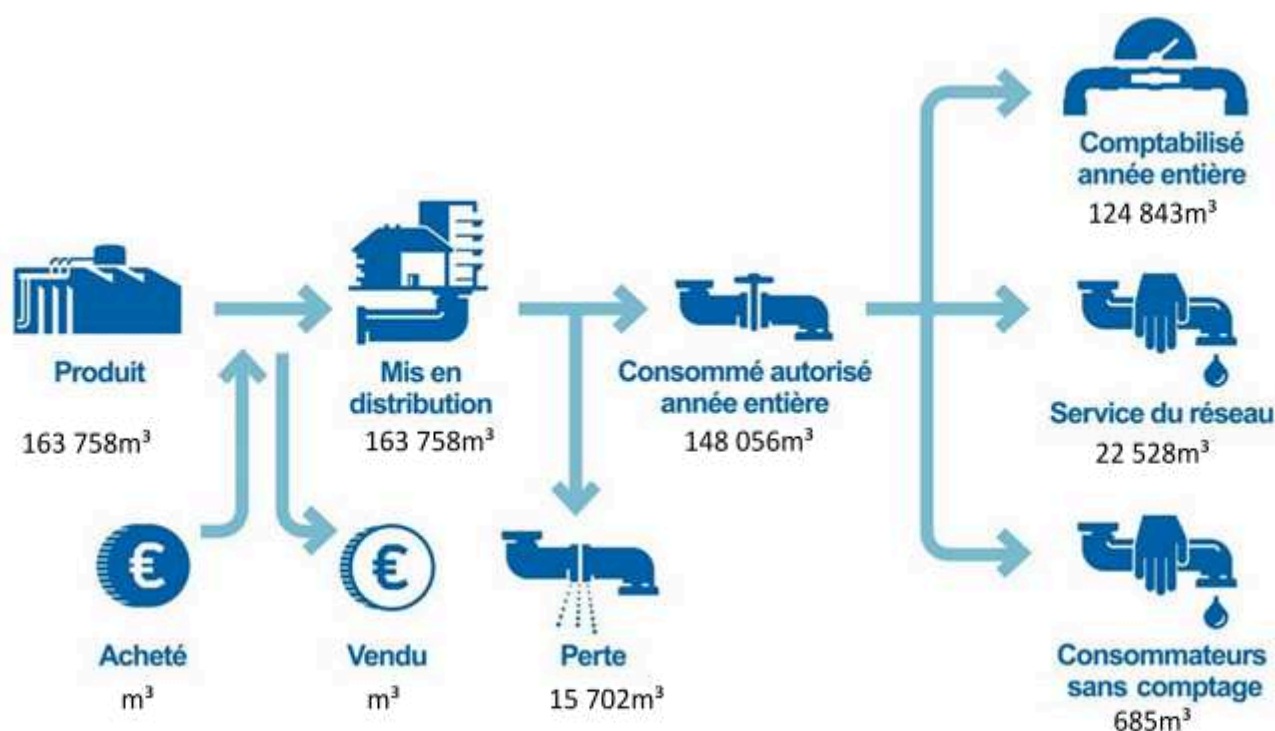 Comptabilisé
année entière
124 843m³
Produit
163 758m³
Mis en
distribution
163 758m³
Consommé autorisé
année entière
148 056m³
Service du réseau
22 528m³
€
Acheté
m³
€
Vendu
m³
Perte
15 702m³
Consommateurs
sans comptage
685m³